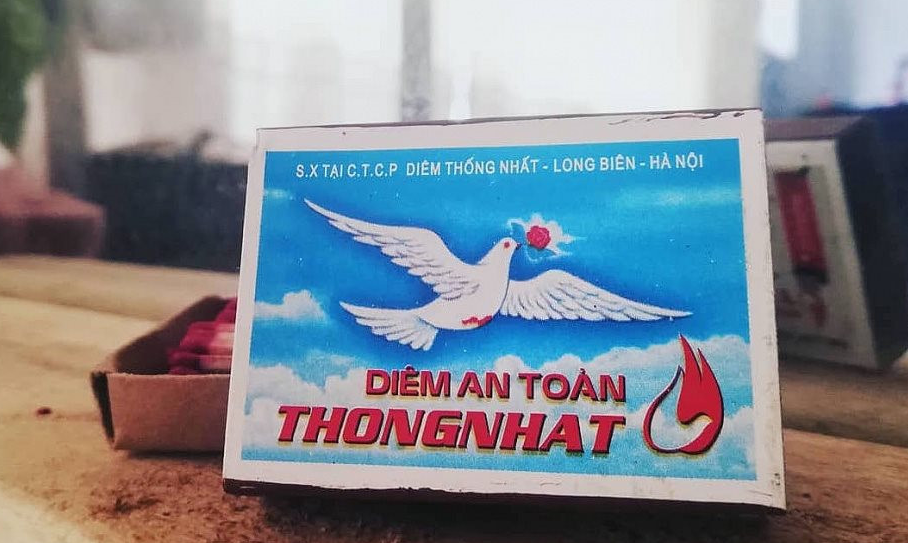 S.X TẠI C.T.C.P DIÊM THỐNG NHẤT - LONG BIÊN - HÀ NỘI
DIÊM AN TOÀN
THONGNHAT